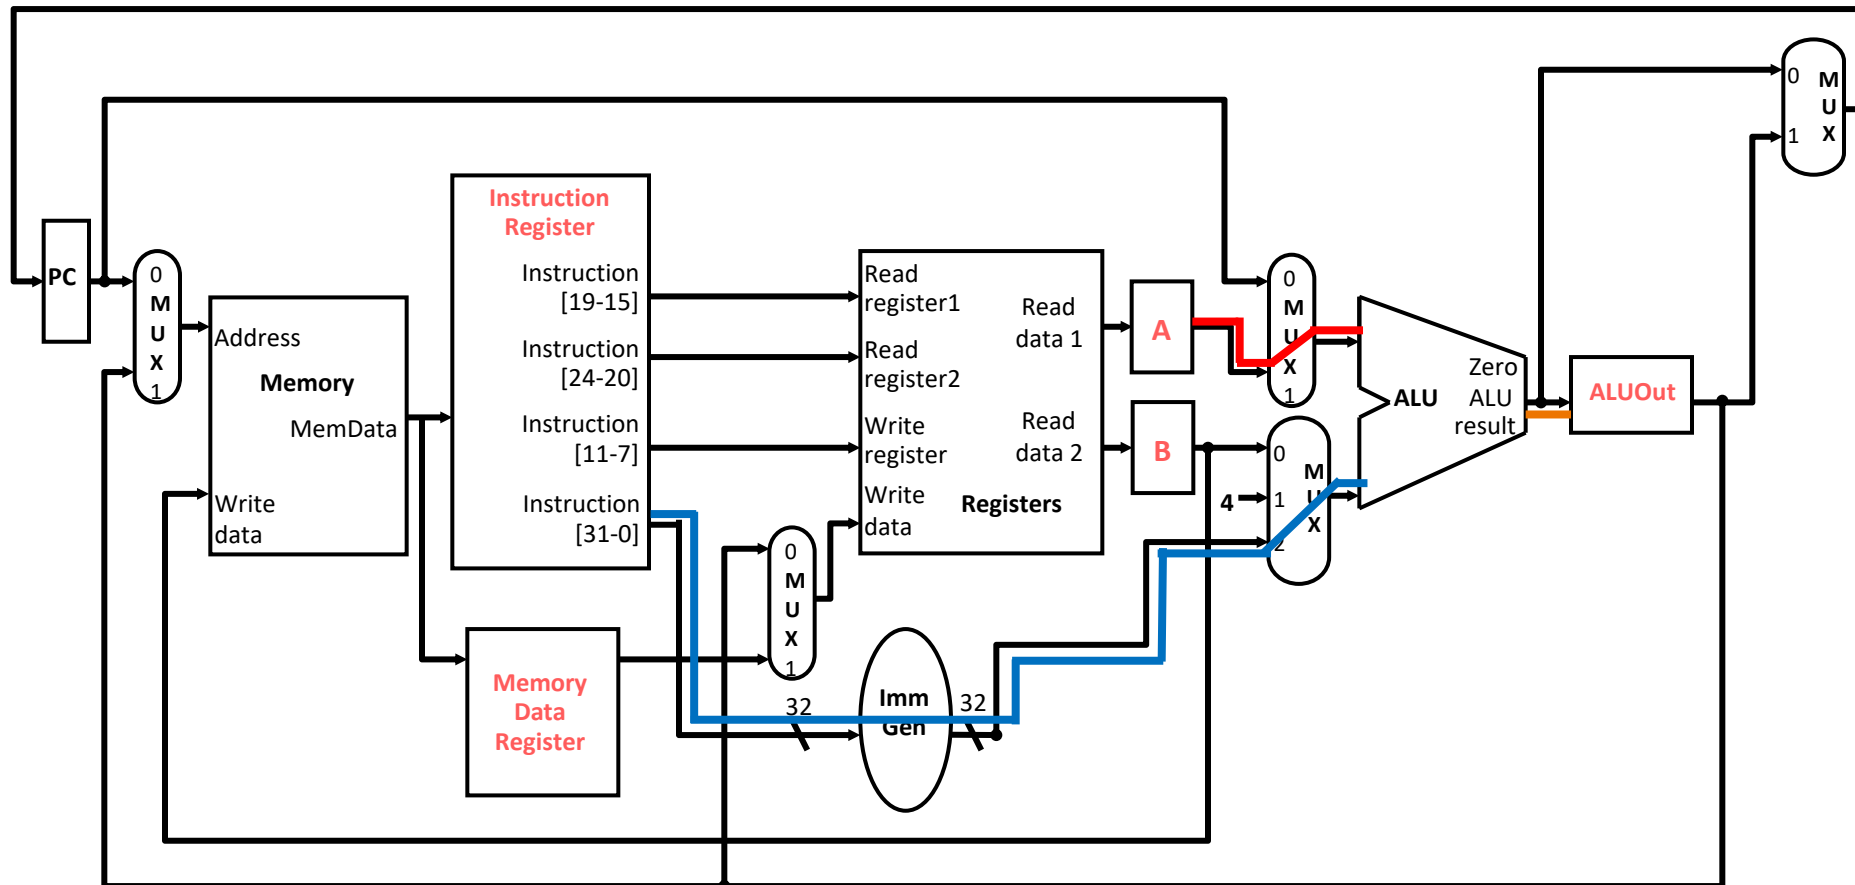 PC
0
M
U
X
1
Address
Memory
MemData
Write
data
Instruction
Register
Instruction
[19-15]
Instruction
[24-20]
Instruction
[11-7]
Instruction
[31-0]
Memory
Data
Register
0
M
U
X
1
32
Imm
Gen
32
Read
register1
Read
register2
Write
register
Write
data
Read
data 1
Read
data 2
Registers
A
B
4
0
M
U
X
1
0
1
2
M
U
X
ALU
Zero
ALU
result
ALUOut
0
1
M
U
X